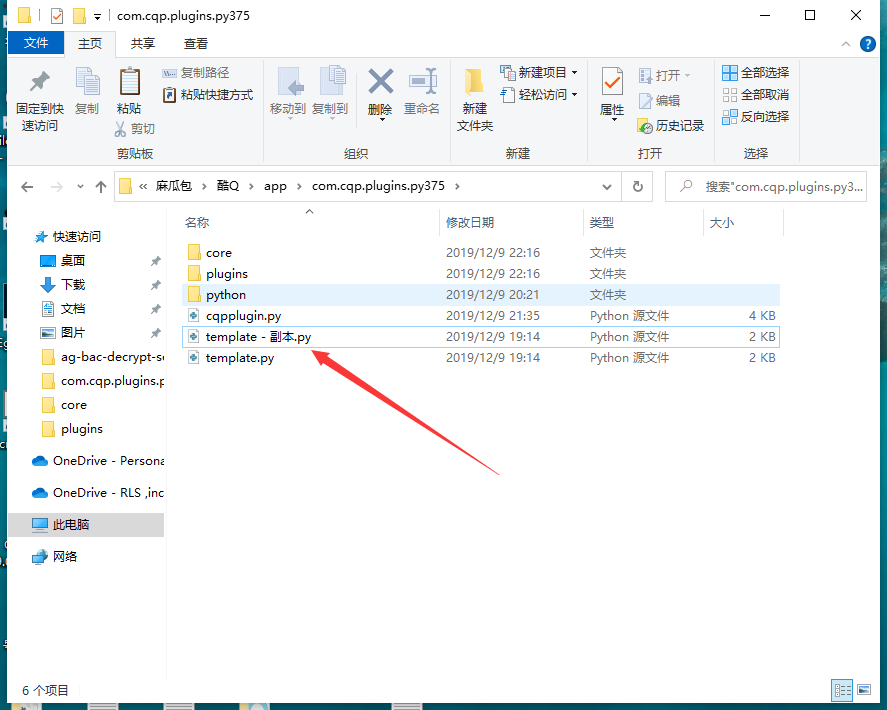 com.cqp.plugins.py375
文件 主页 共享 查看
固定到快速访问
复制
粘贴
复制路径
粘贴快捷方式
剪切
剪贴板
移动到
复制到
删除
重命名
组织
新建文件夹
新建项目
轻松访问
新建
属性
打开
编辑
历史记录
打开
全部选择
全部取消
反向选择
选择
« 麻瓜包 › 酷Q › app › com.cqp.plugins.py375 ›
搜索"com.cqp.plugins.py3...
名称 修改日期 类型 大小
core 2019/12/9 22:16 文件夹
plugins 2019/12/9 22:16 文件夹
python 2019/12/9 20:21 文件夹
cqpplugin.py 2019/12/9 21:35 Python 源文件 4 KB
template - 副本.py 2019/12/9 19:14 Python 源文件 2 KB
template.py 2019/12/9 19:14 Python 源文件 2 KB
快速访问
桌面
下载
文档
图片
ag-bac-decrypt-s
com.cqp.plugins.p
core
plugins
OneDrive - Persona
OneDrive - RLS ,inc
此电脑
网络
6 个项目